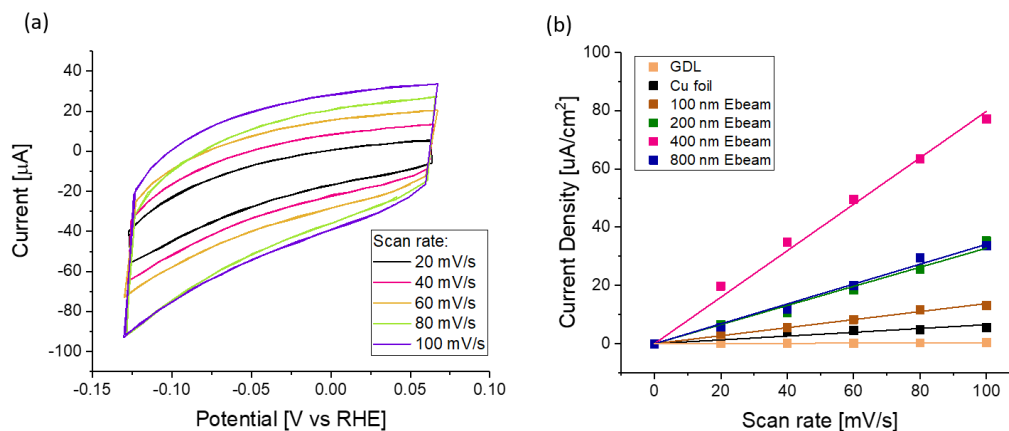 (a)
40
20
0
-20
-40
-60
-80
-100
Current [μA]
-0.15
-0.10
-0.05
0.00
0.05
0.10
Potential [V vs RHE]
Scan rate:
20 mV/s
40 mV/s
60 mV/s
80 mV/s
100 mV/s
(b)
100
80
60
40
20
0
Current Density [uA/cm²]
0
20
40
60
80
100
Scan rate [mV/s]
GDL
Cu foil
100 nm Ebeam
200 nm Ebeam
400 nm Ebeam
800 nm Ebeam